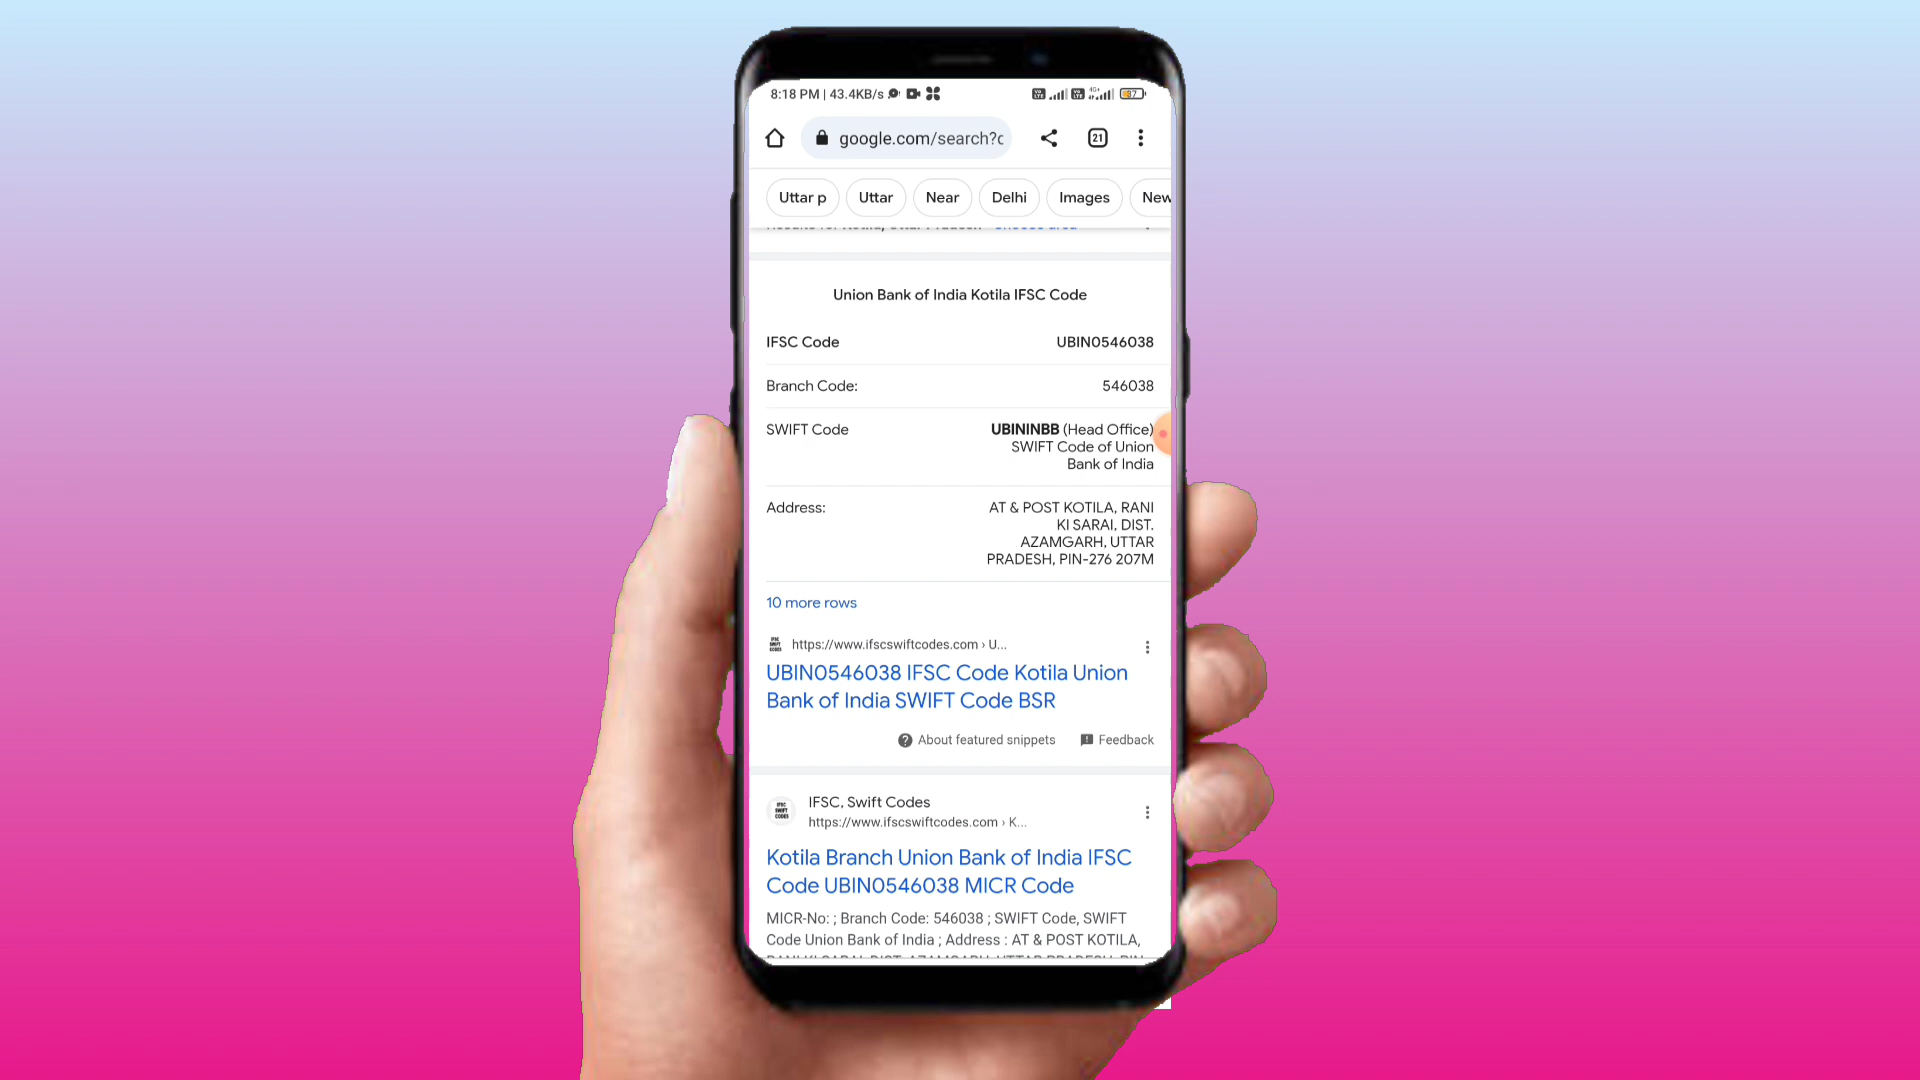 8:18 PM | 43.4KB/s
4G+
37
google.com/search?c
21
Uttar p
Uttar
Near
Delhi
Images
New
Union Bank of India Kotila IFSC Code
IFSC Code UBIN0546038
Branch Code: 546038
SWIFT Code UBININBB (Head Office)
SWIFT Code of Union
Bank of India
Address: AT & POST KOTILA, RANI
KI SARAI, DIST.
AZAMGARH, UTTAR
PRADESH, PIN-276 207M
10 more rows
https://www.ifscswiftcodes.com › U...
UBIN0546038 IFSC Code Kotila Union
Bank of India SWIFT Code BSR
About featured snippets Feedback
IFSC SWIFT CODES
IFSC, Swift Codes
https://www.ifscswiftcodes.com › K...
Kotila Branch Union Bank of India IFSC
Code UBIN0546038 MICR Code
MICR-No: ; Branch Code: 546038 ; SWIFT Code, SWIFT
Code Union Bank of India ; Address : AT & POST KOTILA,